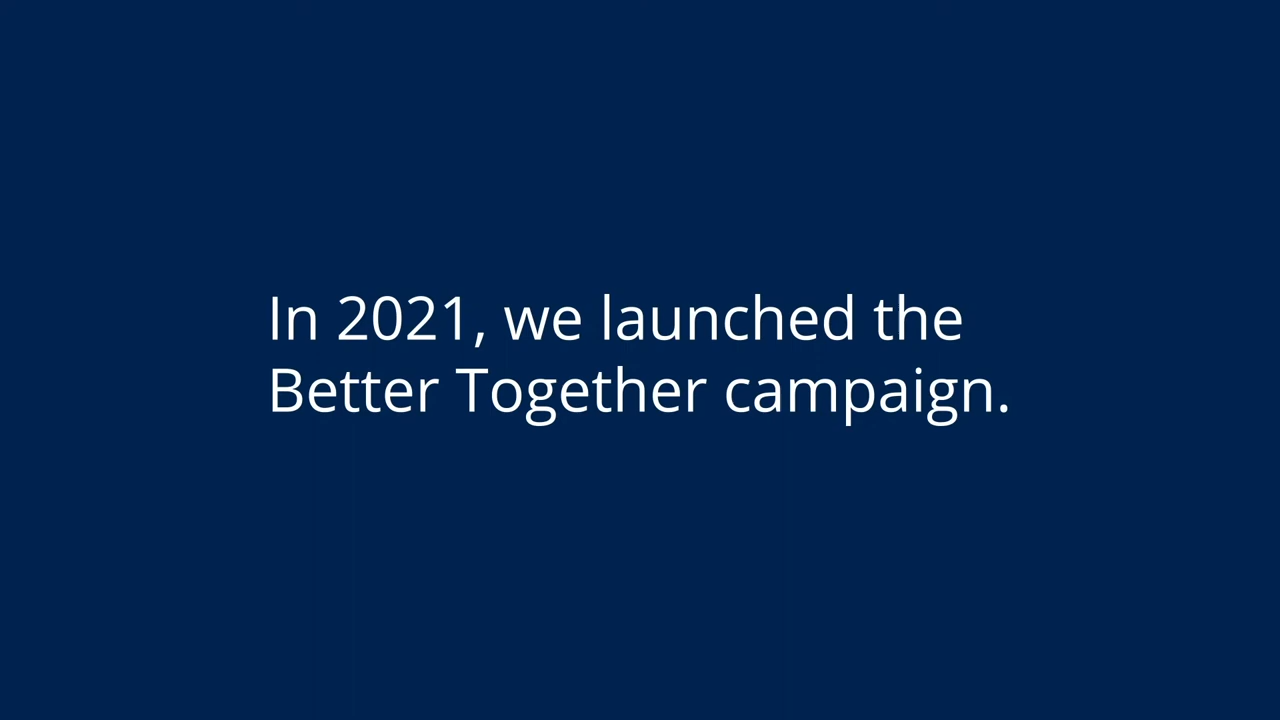 In 2021, we launched the
Better Together campaign.